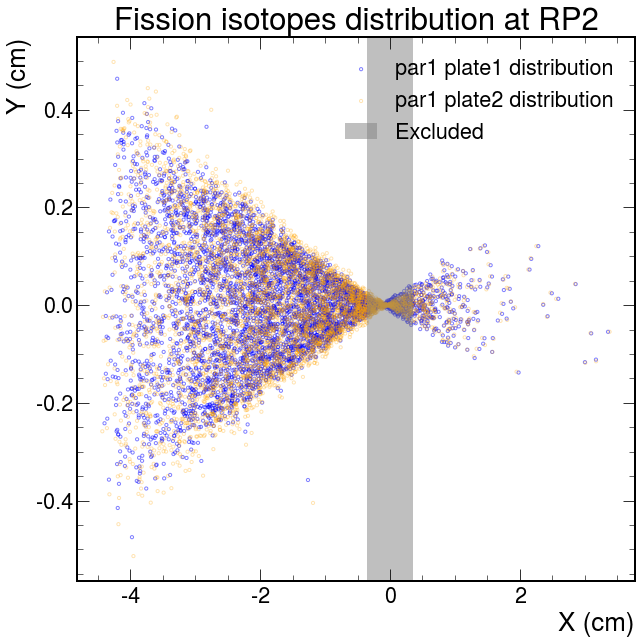 Fission isotopes distribution at RP2
Y (cm)
par1 plate1 distribution
par1 plate2 distribution
Excluded
0.4
0.2
0.0
-0.2
-0.4
-4
-2
0
2
X (cm)